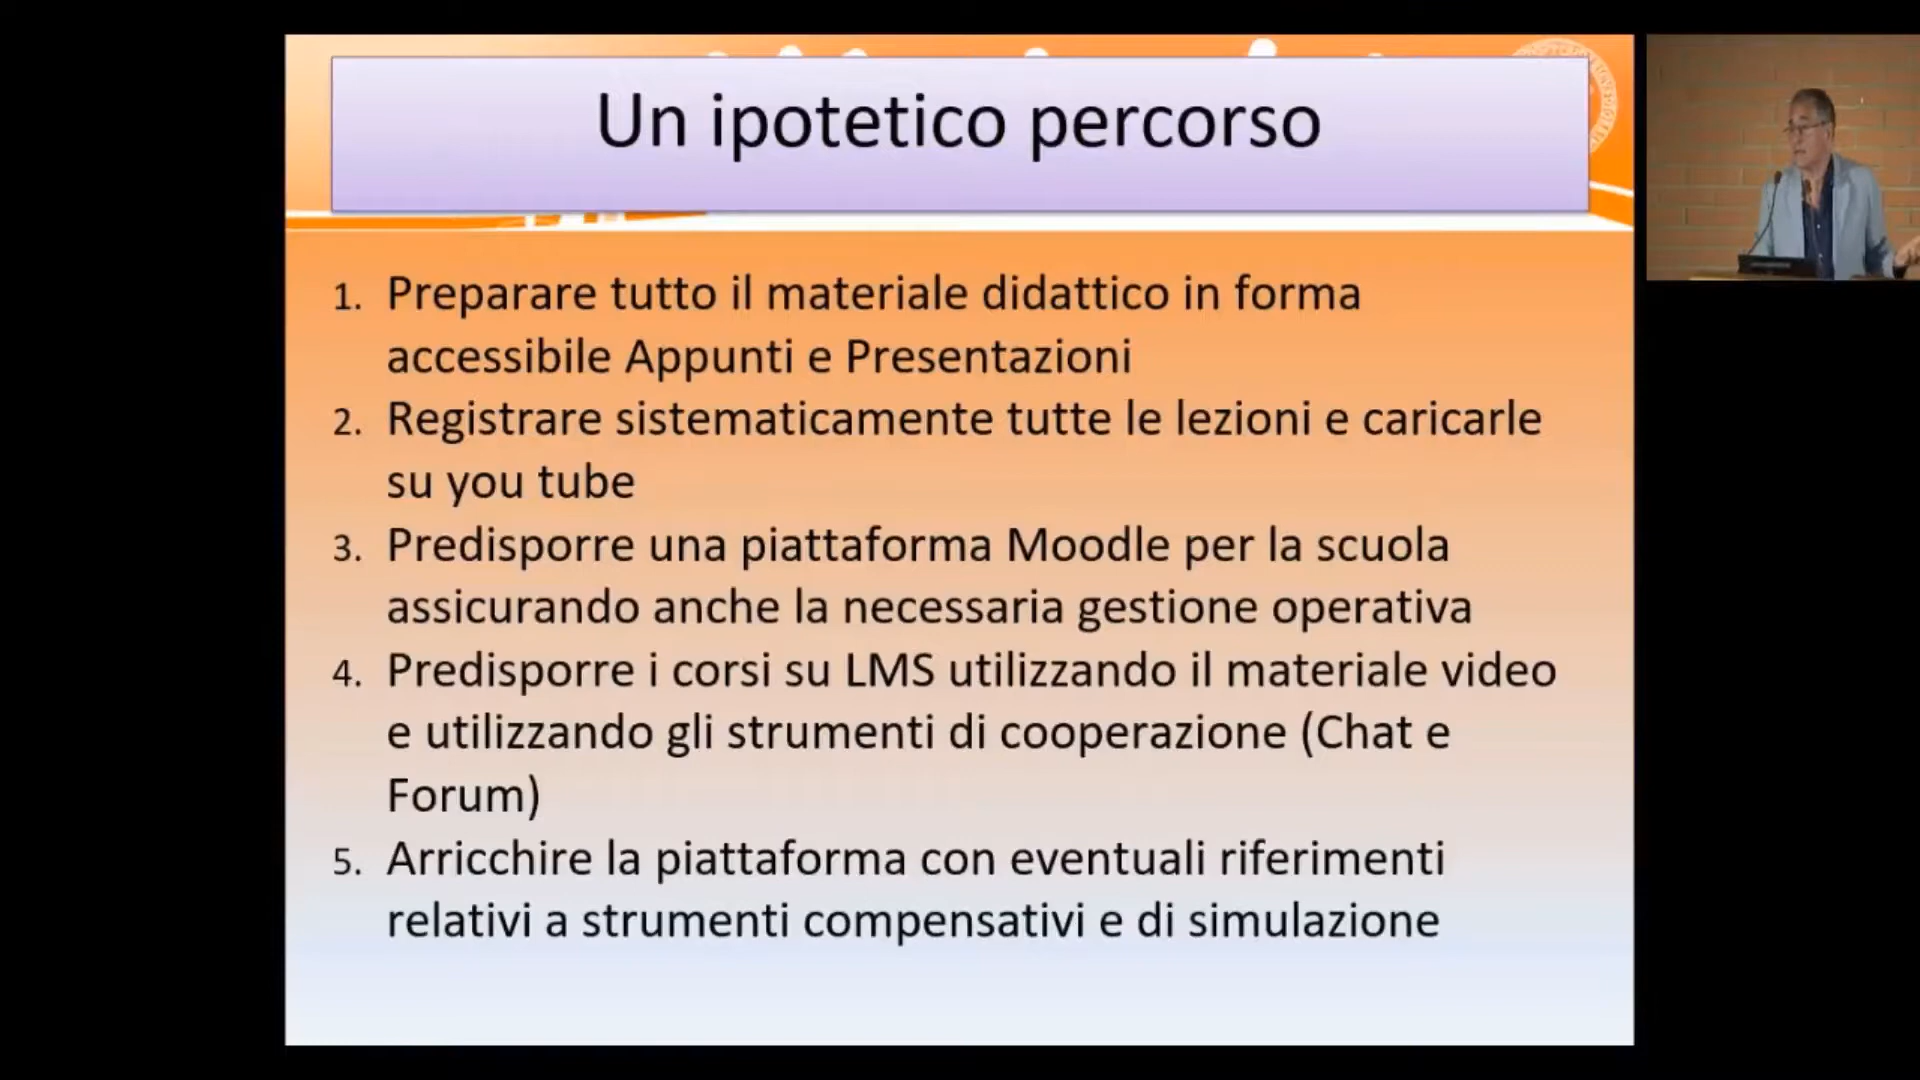 Un ipotetico percorso
1. Preparare tutto il materiale didattico in forma
accessibile Appunti e Presentazioni
2. Registrare sistematicamente tutte le lezioni e caricarle
su you tube
3. Predisporre una piattaforma Moodle per la scuola
assicurando anche la necessaria gestione operativa
4. Predisporre i corsi su LMS utilizzando il materiale video
e utilizzando gli strumenti di cooperazione (Chat e
Forum)
5. Arricchire la piattaforma con eventuali riferimenti
relativi a strumenti compensativi e di simulazione